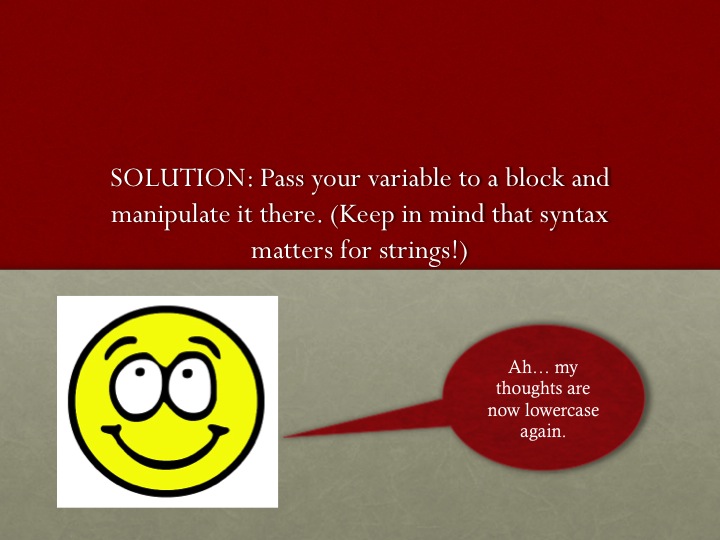 SOLUTION: Pass your variable to a block and
manipulate it there. (Keep in mind that syntax
matters for strings!)
Ah… my
thoughts are
now lowercase
again.